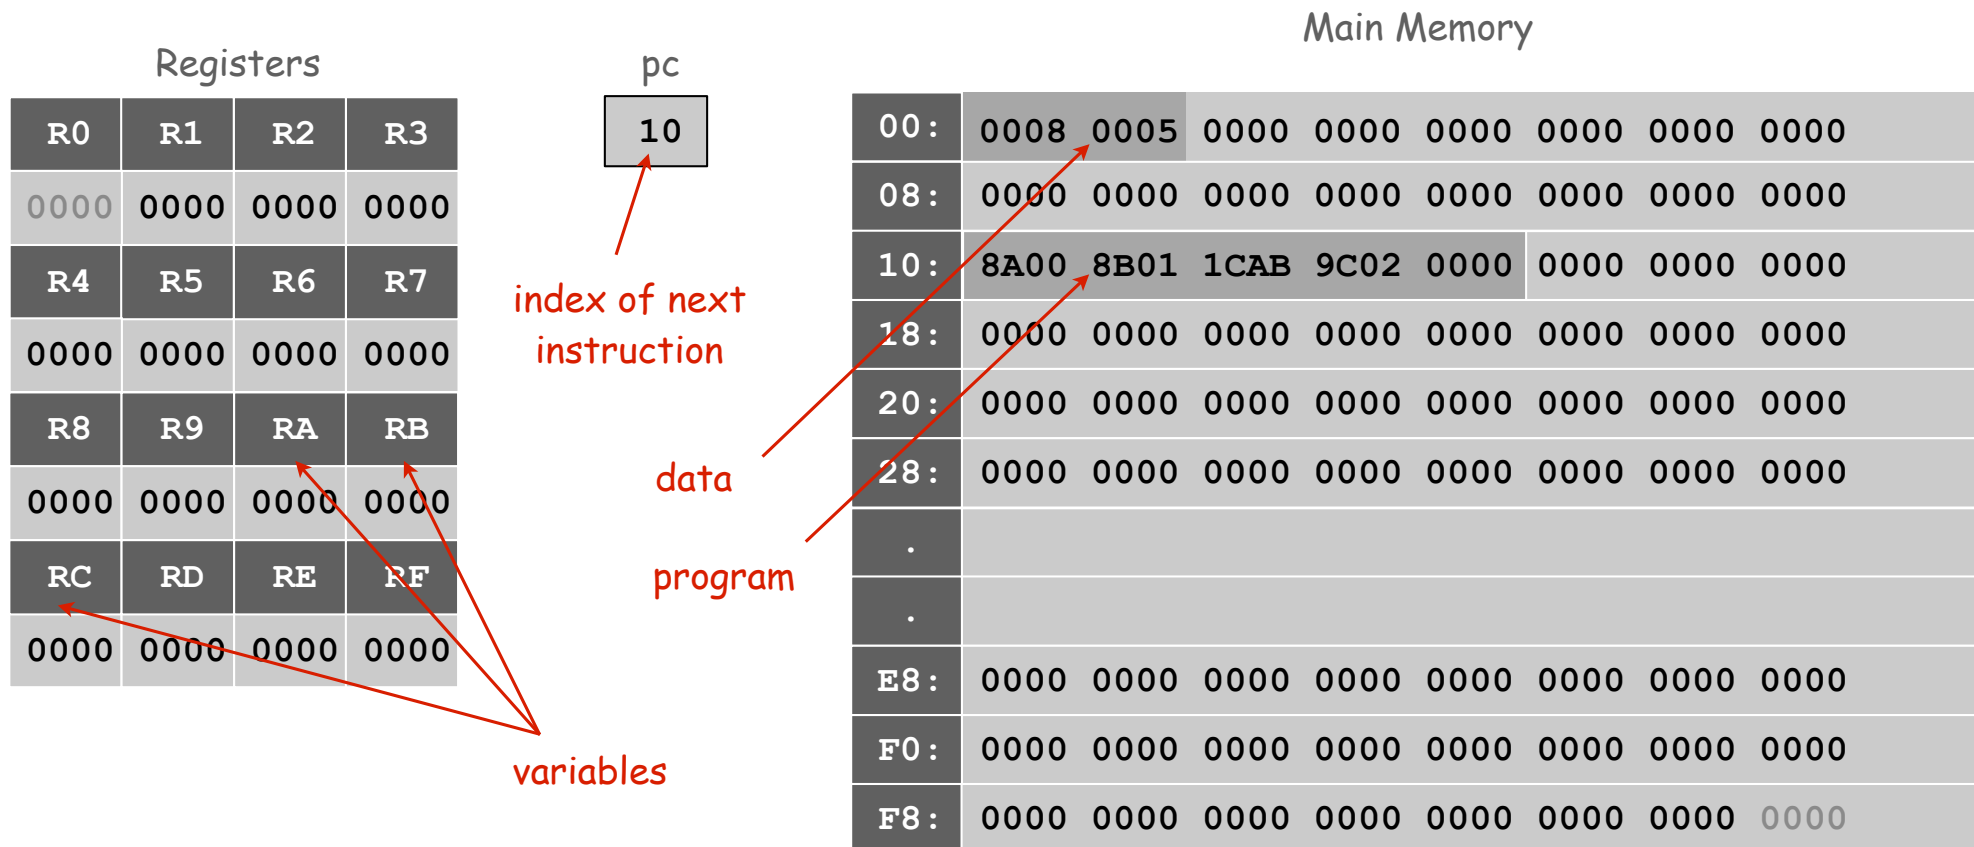 Main Memory
Registers
pc
R0 R1 R2 R3
0000 0000 0000 0000
R4 R5 R6 R7
0000 0000 0000 0000
R8 R9 RA RB
0000 0000 0000 0000
RC RD RE RF
0000 0000 0000 0000
variables
10
index of next
instruction
data
program
00: 0008 0005 0000 0000 0000 0000 0000 0000
08: 0000 0000 0000 0000 0000 0000 0000 0000
10: 8A00 8B01 1CAB 9C02 0000 0000 0000 0000
18: 0000 0000 0000 0000 0000 0000 0000 0000
20: 0000 0000 0000 0000 0000 0000 0000 0000
28: 0000 0000 0000 0000 0000 0000 0000 0000
.
.
E8: 0000 0000 0000 0000 0000 0000 0000 0000
F0: 0000 0000 0000 0000 0000 0000 0000 0000
F8: 0000 0000 0000 0000 0000 0000 0000 0000